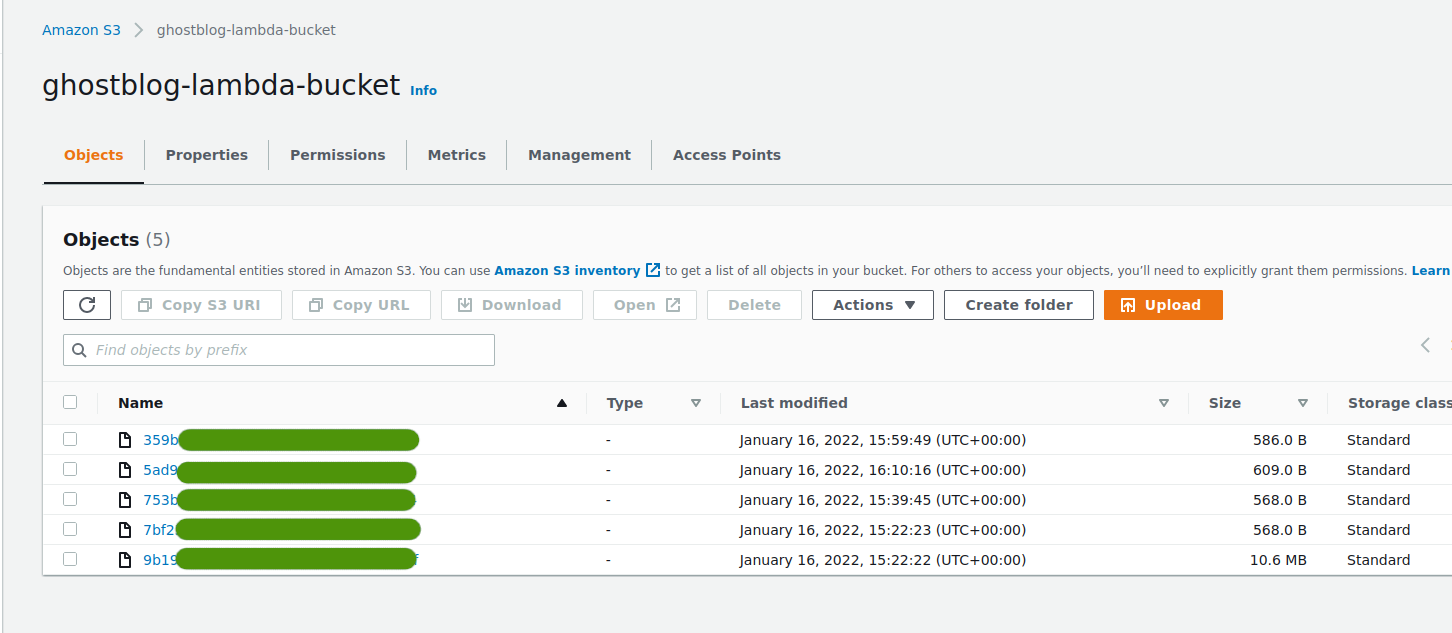 Amazon S3 > ghostblog-lambda-bucket
ghostblog-lambda-bucket Info
Objects Properties Permissions Metrics Management Access Points
Objects (5)
Objects are the fundamental entities stored in Amazon S3. You can use Amazon S3 inventory to get a list of all objects in your bucket. For others to access your objects, you’ll need to explicitly grant them permissions. Learn
Copy S3 URI Copy URL Download Open Delete Actions Create folder Upload
Find objects by prefix
Name Type Last modified Size Storage class
359b - January 16, 2022, 15:59:49 (UTC+00:00) 586.0 B Standard
5ad9 - January 16, 2022, 16:10:16 (UTC+00:00) 609.0 B Standard
753b - January 16, 2022, 15:39:45 (UTC+00:00) 568.0 B Standard
7bf2 - January 16, 2022, 15:22:23 (UTC+00:00) 568.0 B Standard
9b19 f - January 16, 2022, 15:22:22 (UTC+00:00) 10.6 MB Standard